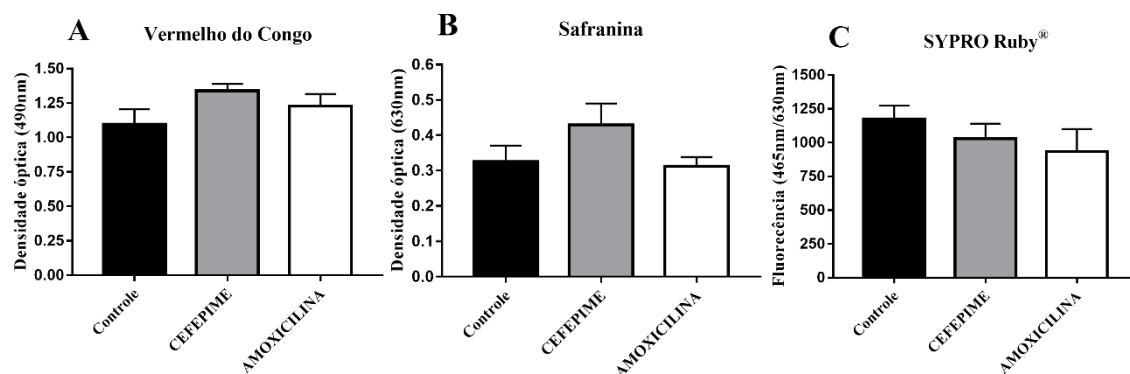 A
Vermelho do Congo
Densidade óptica (490nm)
1.50
1.25
1.00
0.75
0.50
0.25
0.00
Controle
CEFEPIME
AMOXICILINA
B
Safranina
Densidade óptica (630nm)
0.6
0.5
0.4
0.3
0.2
0.1
0.0
Controle
CEFEPIME
AMOXICILINA
C
SYPRO Ruby®
Fluorecência (465nm/630nm)
1500
1250
1000
750
500
250
0
Controle
CEFEPIME
AMOXICILINA